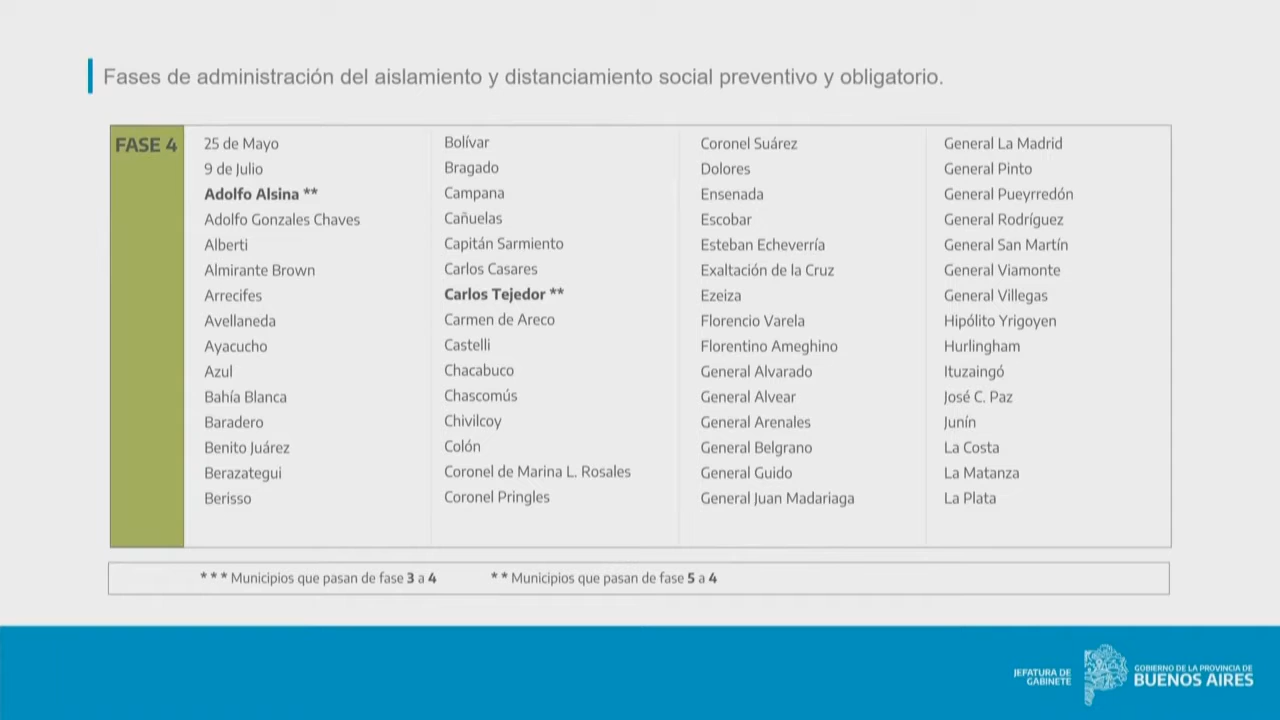 Fases de administración del aislamiento y distanciamiento social preventivo y obligatorio.
FASE 4
25 de Mayo
9 de Julio
Adolfo Alsina **
Adolfo Gonzales Chaves
Alberti
Almirante Brown
Arrecifes
Avellaneda
Ayacucho
Azul
Bahía Blanca
Baradero
Benito Juárez
Berazategui
Berisso
Bolívar
Bragado
Campana
Cañuelas
Capitán Sarmiento
Carlos Casares
Carlos Tejedor **
Carmen de Areco
Castelli
Chacabuco
Chascomús
Chivilcoy
Colón
Coronel de Marina L. Rosales
Coronel Pringles
Coronel Suárez
Dolores
Ensenada
Escobar
Esteban Echeverría
Exaltación de la Cruz
Ezeiza
Florencio Varela
Florentino Ameghino
General Alvarado
General Alvear
General Arenales
General Belgrano
General Guido
General Juan Madariaga
General La Madrid
General Pinto
General Pueyrredón
General Rodríguez
General San Martín
General Viamonte
General Villegas
Hipólito Yrigoyen
Hurlingham
Ituzaingó
José C. Paz
Junín
La Costa
La Matanza
La Plata
* * * Municipios que pasan de fase 3 a 4
* * Municipios que pasan de fase 5 a 4
JEFATURA DE
GABINETE
GOBIERNO DE LA PROVINCIA DE
BUENOS AIRES